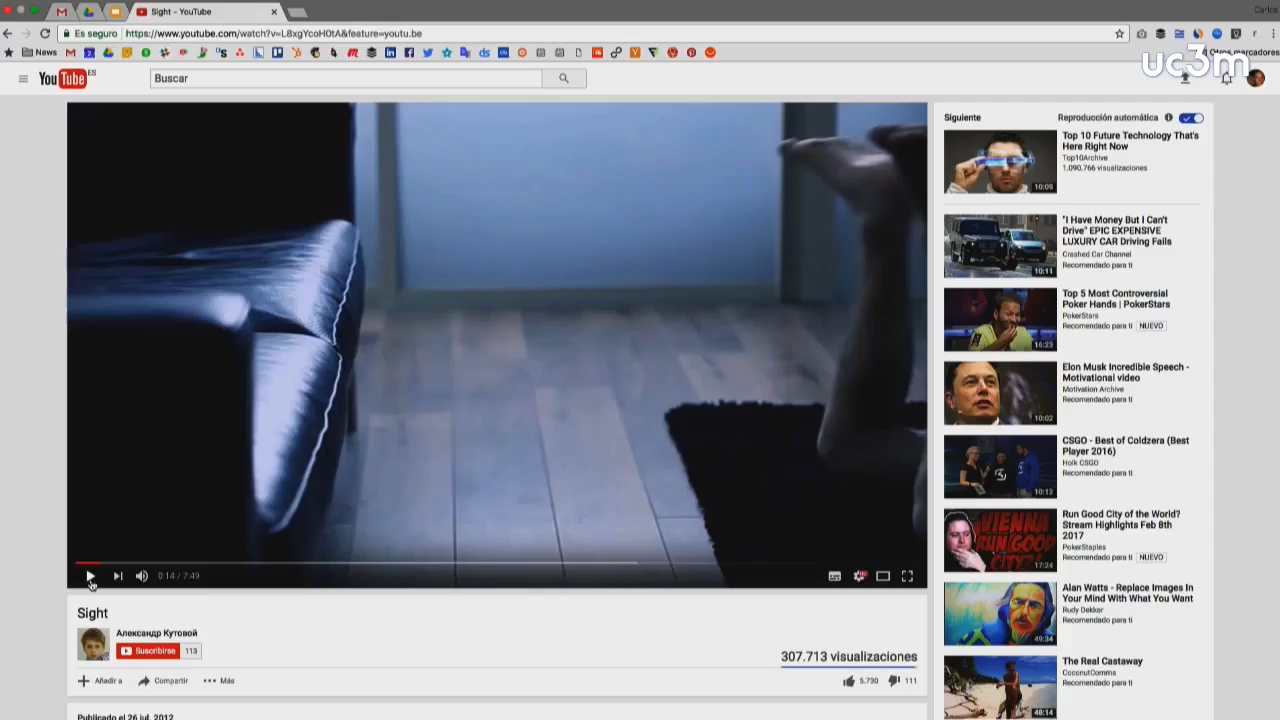 Sight - YouTube
Carlos
Es seguro
https://www.youtube.com/watch?v=L8xgYcoH0tA&feature=youtu.be
News
Otros marcadores
uc3m
YouTube ES
Buscar
Siguiente
Reproducción automática
Top 10 Future Technology That's
Here Right Now
Top10Archive
1.090.766 visualizaciones
10:09
"I Have Money But I Can't
Drive" EPIC EXPENSIVE
LUXURY CAR Driving Fails
Crashed Car Channel
Recomendado para ti
10:11
Top 5 Most Controversial
Poker Hands | PokerStars
PokerStars
Recomendado para ti NUEVO
16:23
Elon Musk Incredible Speech -
Motivational video
Motivation Archive
Recomendado para ti
10:02
CSGO - Best of Coldzera (Best
Player 2016)
Holk CSGO
Recomendado para ti
10:12
Run Good City of the World?
Stream Highlights Feb 8th
2017
PokerStaples
Recomendado para ti NUEVO
VIENNA
RUN GOOD
CITY?!
17:24
Alan Watts - Replace Images In
Your Mind With What You Want
Rudy Dekker
Recomendado para ti
49:34
The Real Castaway
CoconutComms
Recomendado para ti
48:14
0:14 / 7:49
Sight
Александр Кутовой
Suscribirse 113
307.713 visualizaciones
Añadir a
Compartir
Más
5.730
111
Publicado el 26 jul. 2012